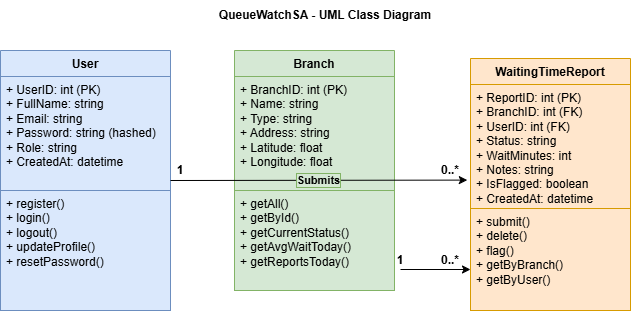 QueueWatchSA - UML Class Diagram
User
+ UserID: int (PK)
+ FullName: string
+ Email: string
+ Password: string (hashed)
+ Role: string
+ CreatedAt: datetime
+ register()
+ login()
+ logout()
+ updateProfile()
+ resetPassword()
Branch
+ BranchID: int (PK)
+ Name: string
+ Type: string
+ Address: string
+ Latitude: float
+ Longitude: float
+ getAll()
+ getById()
+ getCurrentStatus()
+ getAvgWaitToday()
+ getReportsToday()
WaitingTimeReport
+ ReportID: int (PK)
+ BranchID: int (FK)
+ UserID: int (FK)
+ Status: string
+ WaitMinutes: int
+ Notes: string
+ IsFlagged: boolean
+ CreatedAt: datetime
+ submit()
+ delete()
+ flag()
+ getByBranch()
+ getByUser()
1
Submits
0..*
1
0..*